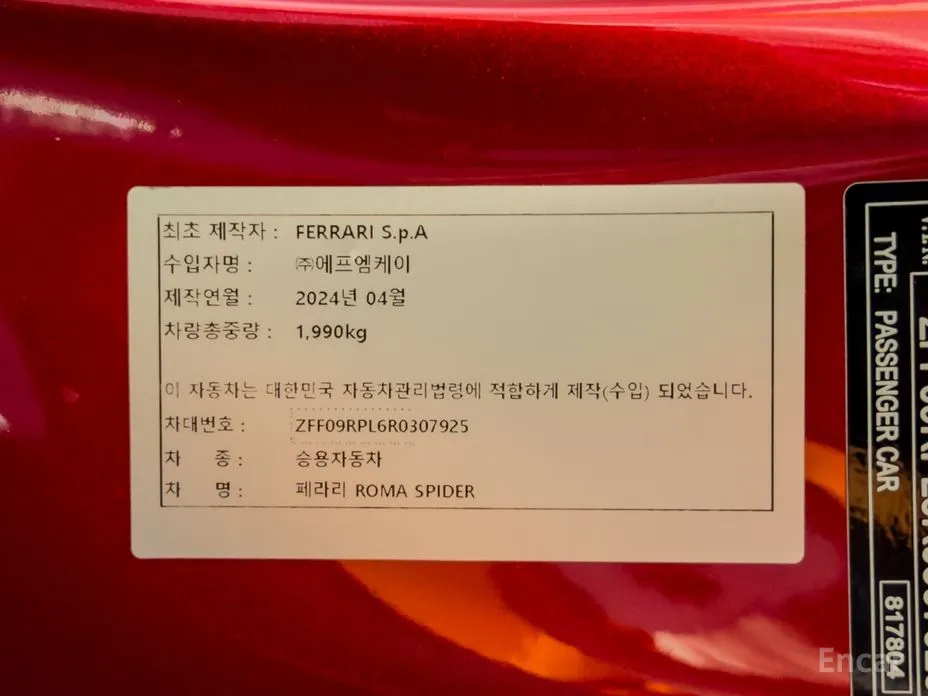 최초 제작자 : FERRARI S.p.A
수입자명 : ㈜에프엠케이
제작연월 : 2024년 04월
차량총중량 : 1,990kg
이 자동차는 대한민국 자동차관리법령에 적합하게 제작(수입) 되었습니다.
차대번호 : ZFF09RPL6R0307925
차 종 : 승용자동차
차 명 : 페라리 ROMA SPIDER
TYPE: PASSENGER CAR
817804